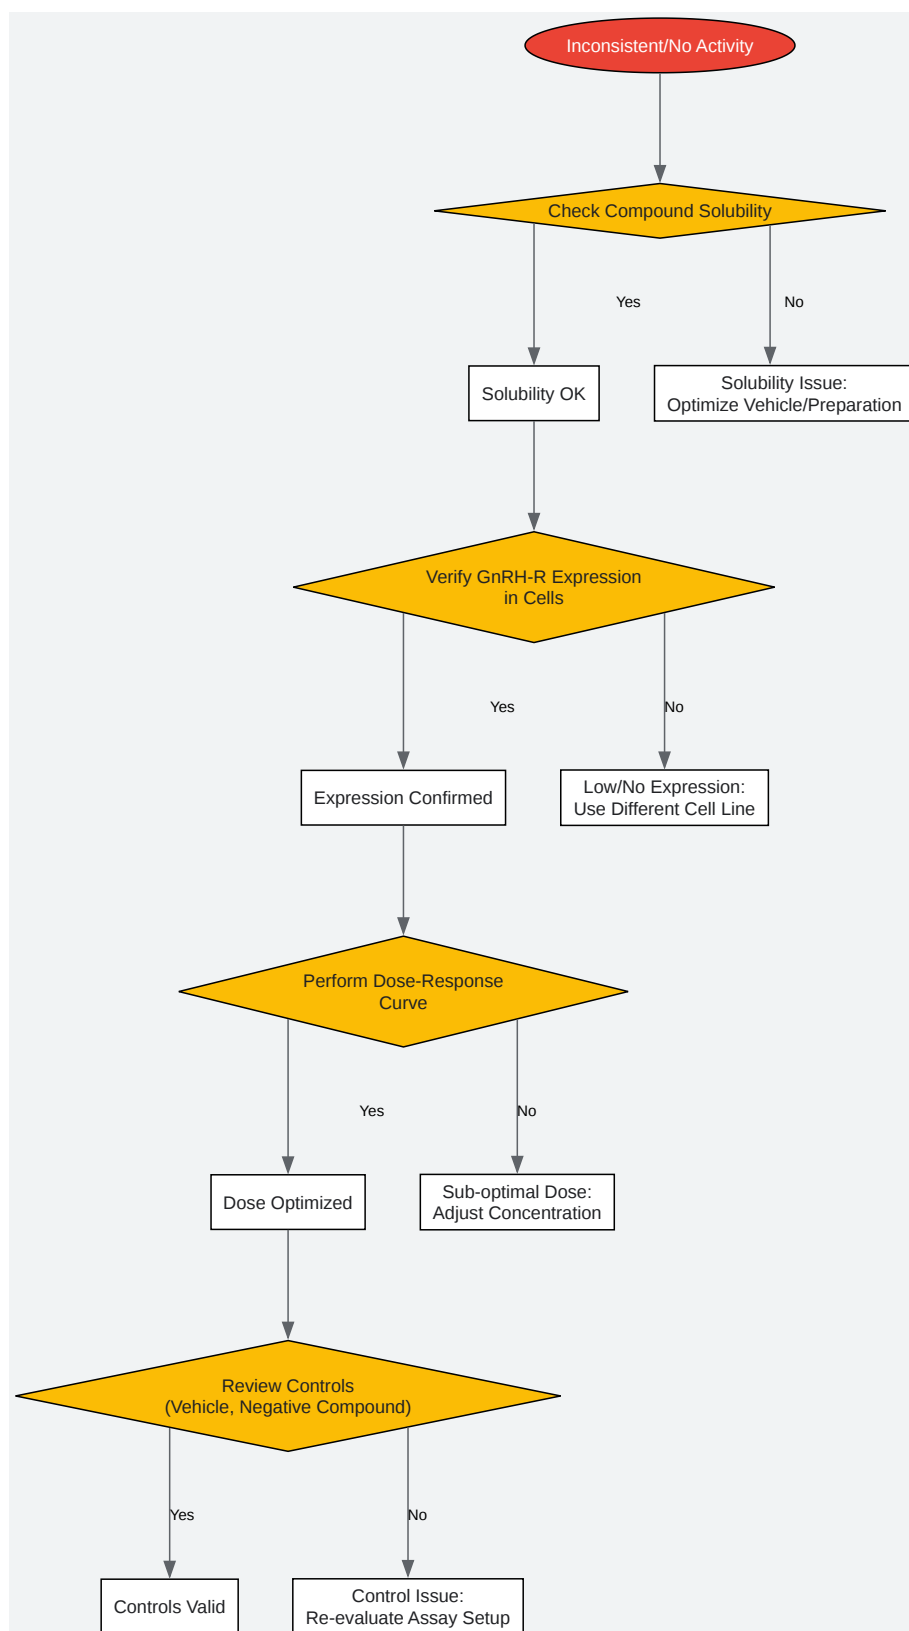 Inconsistent/No Activity
Check Compound Solubility
Yes
No
Solubility OK
Solubility Issue:
Optimize Vehicle/Preparation
Verify GnRH-R Expression
in Cells
Yes
No
Expression Confirmed
Low/No Expression:
Use Different Cell Line
Perform Dose-Response
Curve
Yes
No
Dose Optimized
Sub-optimal Dose:
Adjust Concentration
Review Controls
(Vehicle, Negative Compound)
Yes
No
Controls Valid
Control Issue:
Re-evaluate Assay Setup